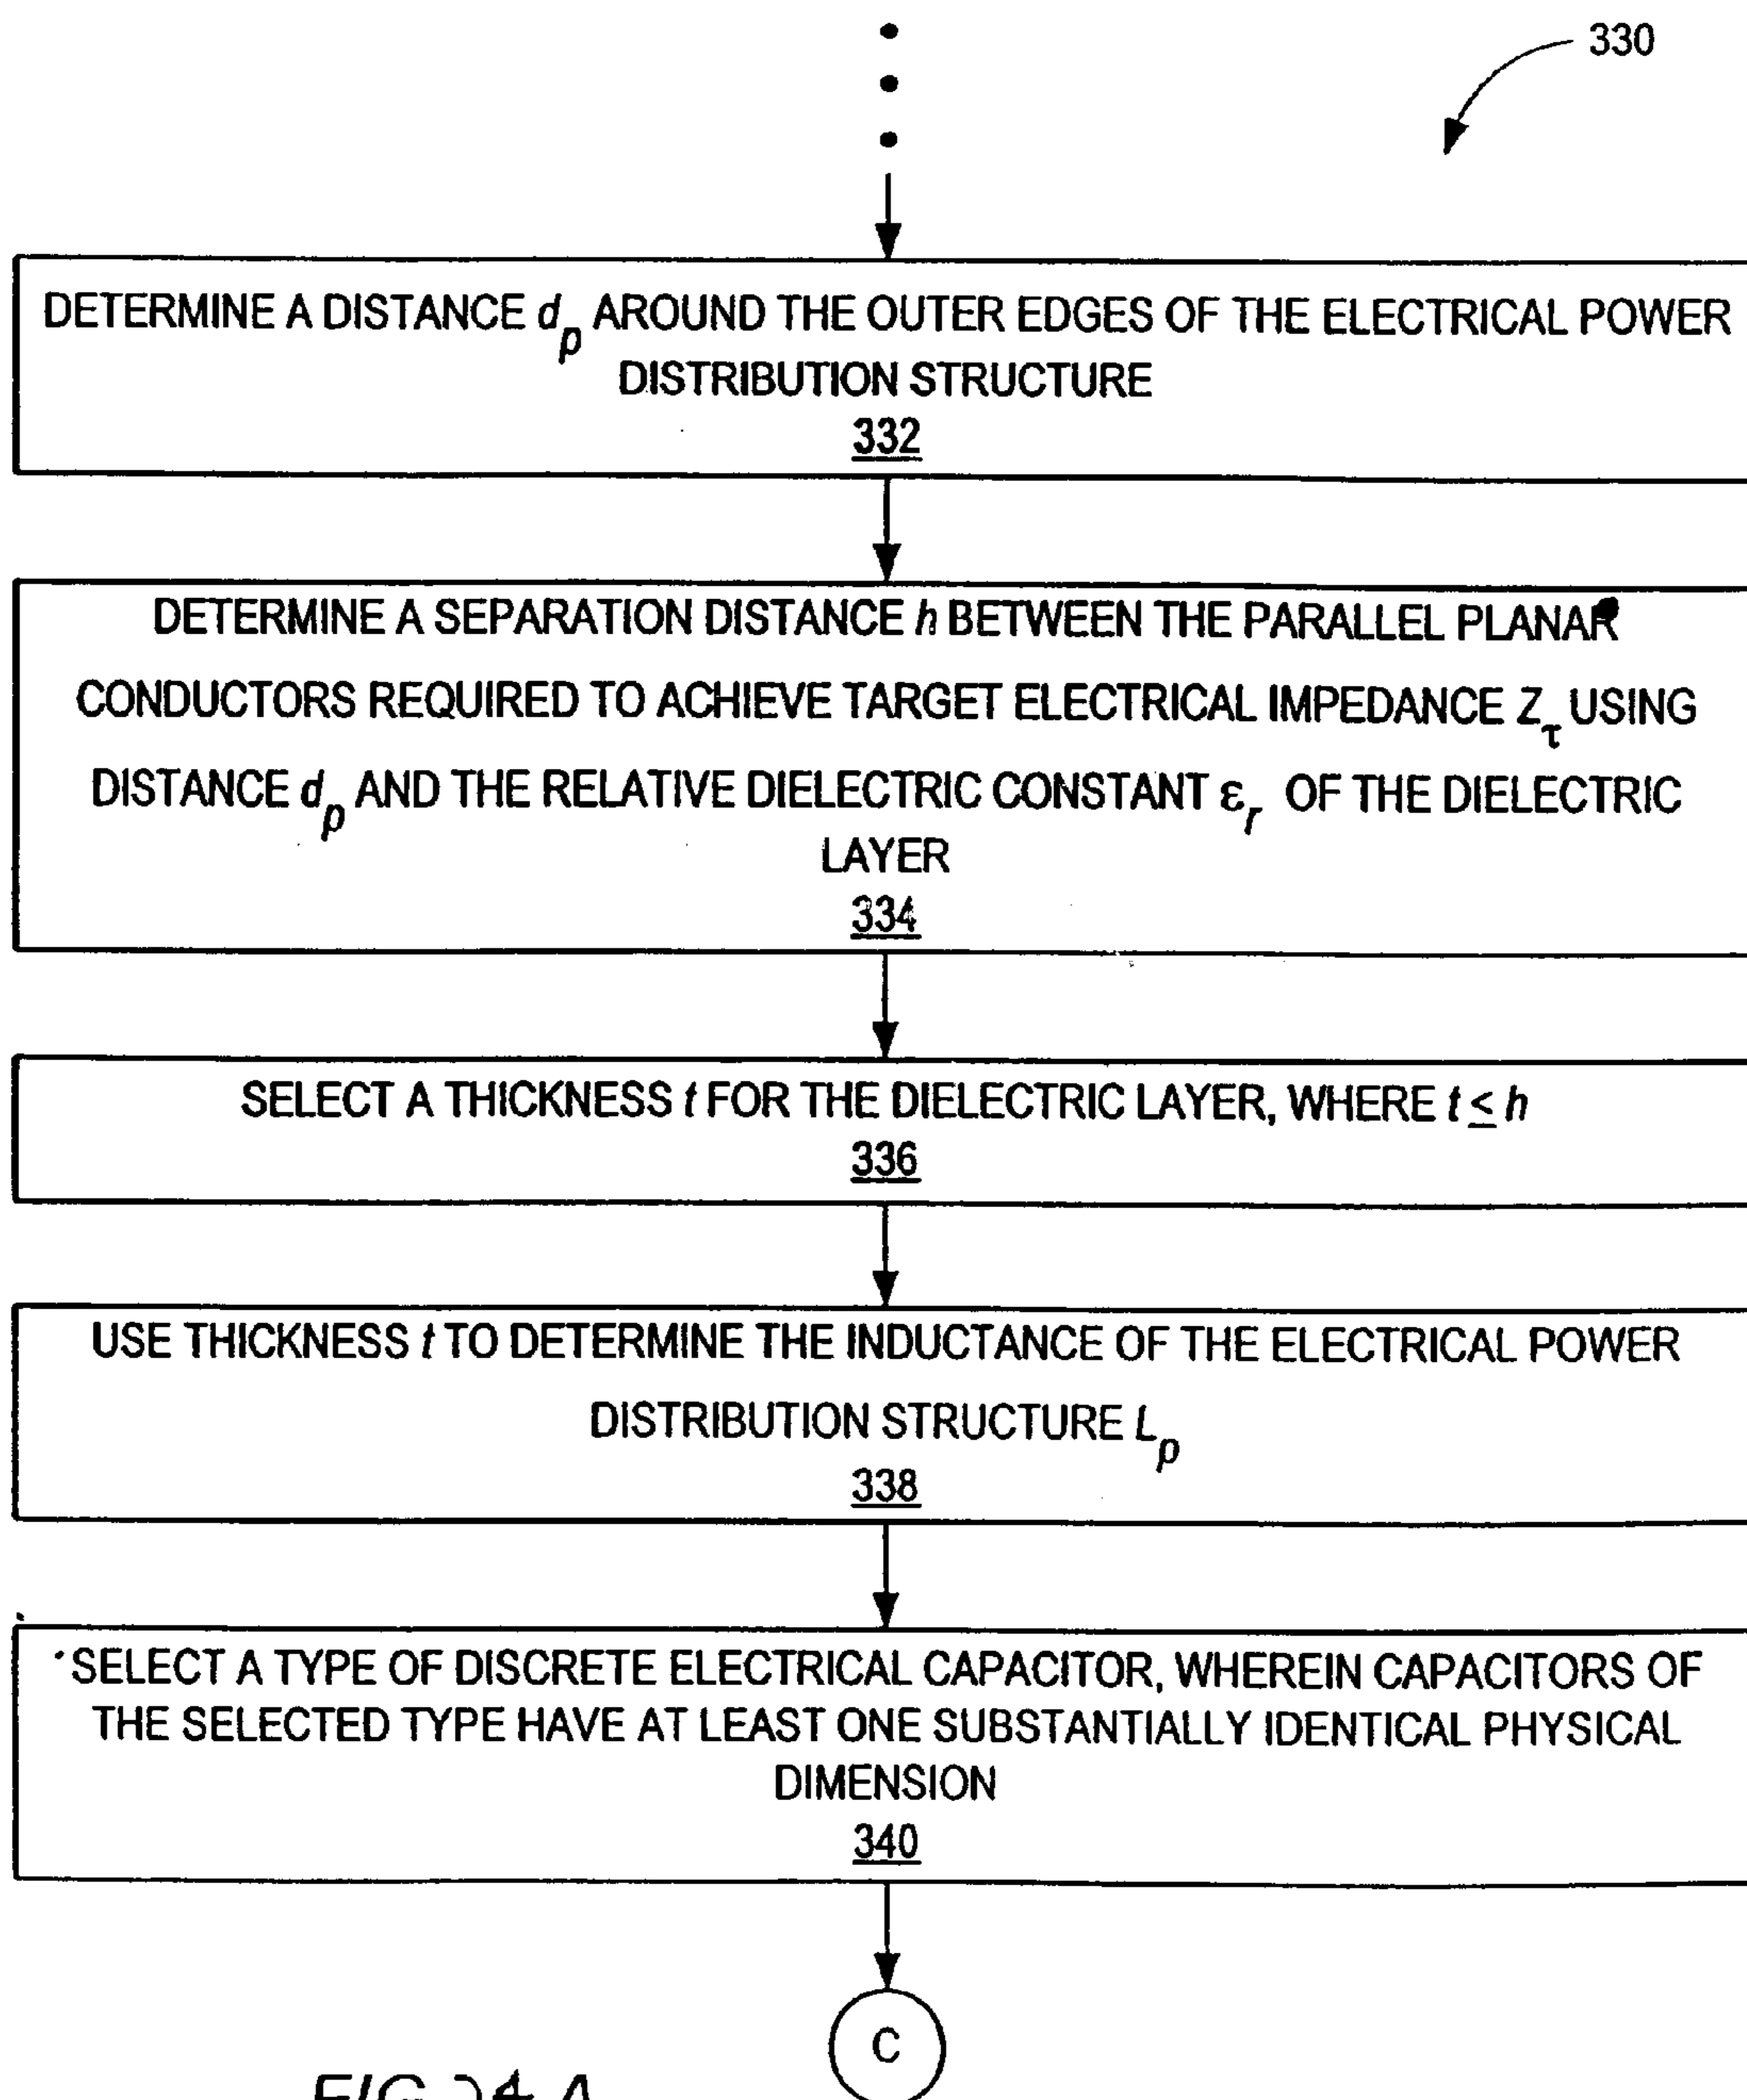 330
DETERMINE A DISTANCE dp AROUND THE OUTER EDGES OF THE ELECTRICAL POWER
DISTRIBUTION STRUCTURE
332
DETERMINE A SEPARATION DISTANCE h BETWEEN THE PARALLEL PLANAR
CONDUCTORS REQUIRED TO ACHIEVE TARGET ELECTRICAL IMPEDANCE Zτ USING
DISTANCE dp AND THE RELATIVE DIELECTRIC CONSTANT εr OF THE DIELECTRIC
LAYER
334
SELECT A THICKNESS t FOR THE DIELECTRIC LAYER, WHERE t ≤ h
336
USE THICKNESS t TO DETERMINE THE INDUCTANCE OF THE ELECTRICAL POWER
DISTRIBUTION STRUCTURE Lp
338
SELECT A TYPE OF DISCRETE ELECTRICAL CAPACITOR, WHEREIN CAPACITORS OF
THE SELECTED TYPE HAVE AT LEAST ONE SUBSTANTIALLY IDENTICAL PHYSICAL
DIMENSION
340
C
FIG. A